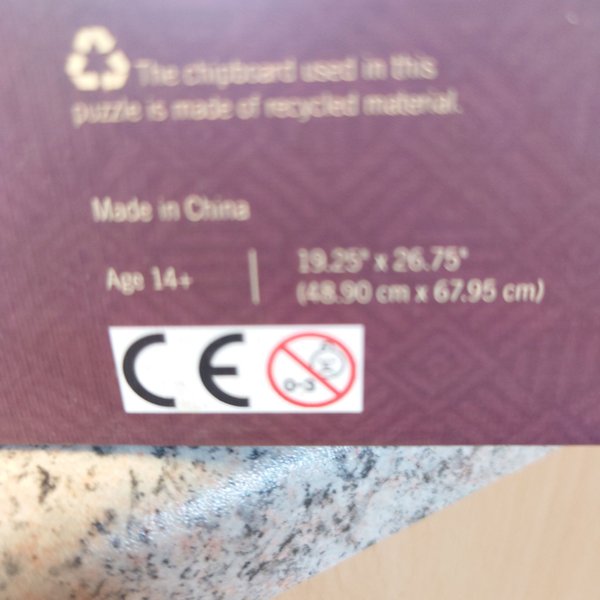 The chipboard used in this
puzzle is made of recycled material.
Made in China
Age 14+
19.25" x 26.75"
(48.90 cm x 67.95 cm)
CE
0-3